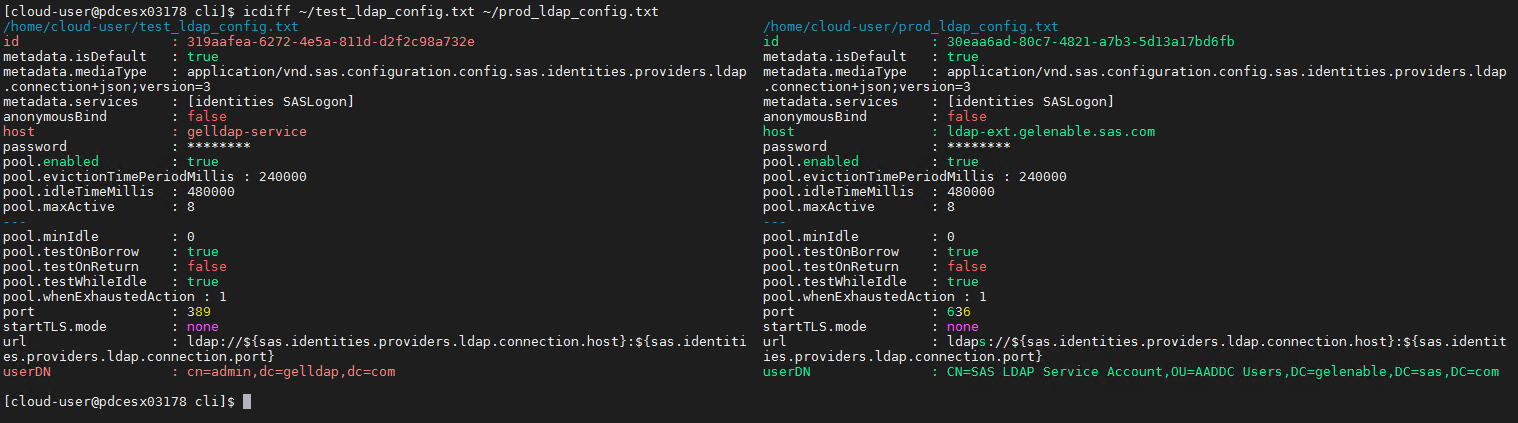 [cloud-user@pdcesx03178 cli]$ icdiff ~/test_ldap_config.txt ~/prod_ldap_config.txt
/home/cloud-user/test_ldap_config.txt /home/cloud-user/prod_ldap_config.txt
id : 319aafea-6272-4e5a-811d-d2f2c98a732e id : 30eaa6ad-80c7-4821-a7b3-5d13a17bd6fb
metadata.isDefault : true metadata.isDefault : true
metadata.mediaType : application/vnd.sas.configuration.config.sas.identities.providers.ldap metadata.mediaType : application/vnd.sas.configuration.config.sas.identities.providers.ldap
.connection+json;version=3 .connection+json;version=3
metadata.services : [identities SASLogon] metadata.services : [identities SASLogon]
anonymousBind : false anonymousBind : false
host : gelldap-service host : ldap-ext.gelenable.sas.com
password : ******** password : ********
pool.enabled : true pool.enabled : true
pool.evictionTimePeriodMillis : 240000 pool.evictionTimePeriodMillis : 240000
pool.idleTimeMillis : 480000 pool.idleTimeMillis : 480000
pool.maxActive : 8 pool.maxActive : 8
--- ---
pool.minIdle : 0 pool.minIdle : 0
pool.testOnBorrow : true pool.testOnBorrow : true
pool.testOnReturn : false pool.testOnReturn : false
pool.testWhileIdle : true pool.testWhileIdle : true
pool.whenExhaustedAction : 1 pool.whenExhaustedAction : 1
port : 389 port : 636
startTLS.mode : none startTLS.mode : none
url : ldap://${sas.identities.providers.ldap.connection.host}:${sas.identiti url : ldaps://${sas.identities.providers.ldap.connection.host}:${sas.identit
es.providers.ldap.connection.port} ies.providers.ldap.connection.port}
userDN : cn=admin,dc=gelldap,dc=com userDN : CN=SAS LDAP Service Account,OU=AADDC Users,DC=gelenable,DC=sas,DC=com
[cloud-user@pdcesx03178 cli]$